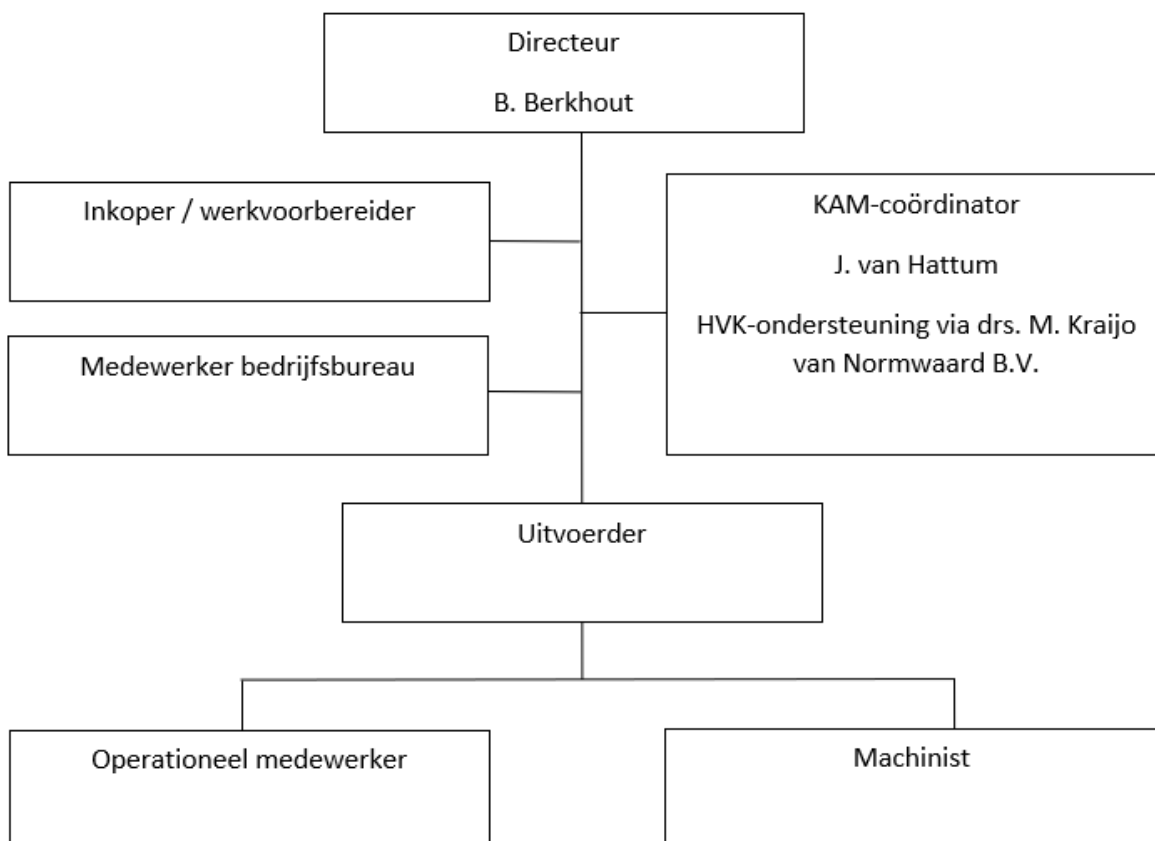 Directeur
B. Berkhout
Inkoper / werkvoorbereider
KAM-coördinator
J. van Hattum
HVK-ondersteuning via drs. M. Kraijo
van Normwaard B.V.
Medewerker bedrijfsbureau
Uitvoerder
Operationeel medewerker
Machinist